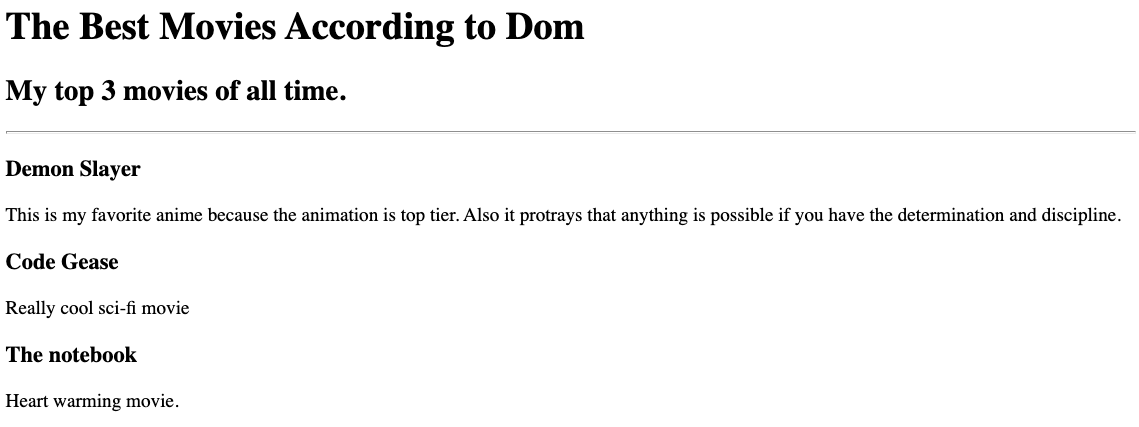 The Best Movies According to Dom
My top 3 movies of all time.
Demon Slayer
This is my favorite anime because the animation is top tier. Also it protrays that anything is possible if you have the determination and discipline.
Code Gease
Really cool sci-fi movie
The notebook
Heart warming movie.